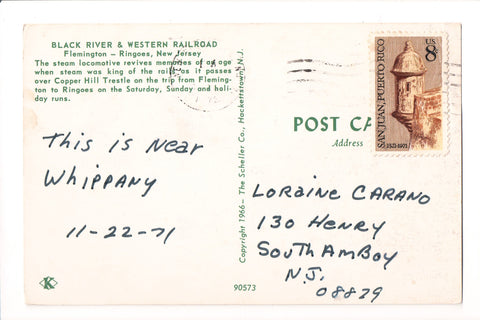 BLACK RIVER & WESTERN RAILROAD
Flemington - Ringoes, New Jersey
The steam locomotive revives memories of an age
when steam was king of the rails as it passes
over Copper Hill Trestle on the trip from Fleming-
ton to Ringoes on the Saturday, Sunday and holi-
day runs.
This is Near
Whippany
11-22-71
Copyright 1966 - The Scheller Co., Hackettstown, N.J.
K
90573
POST CA
Address
SAN JUAN, PUERTO RICO
1521-1971
8c
US
Loraine Carano
130 Henry
South Amboy
N.J.
08839